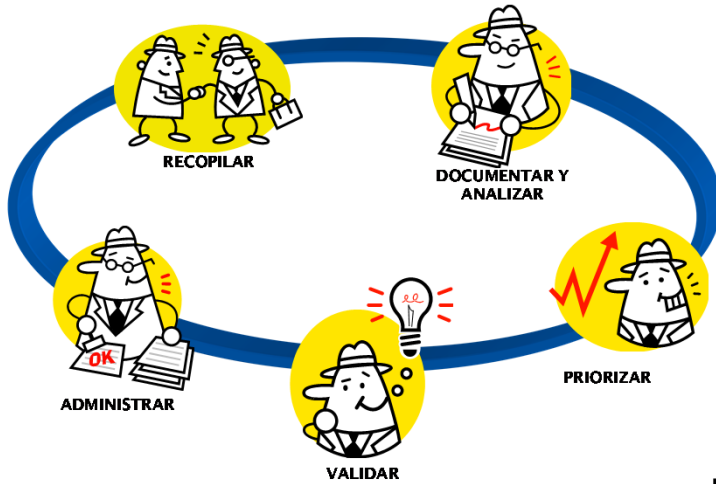 RECOPILAR
DOCUMENTAR Y
ANALIZAR
PRIORIZAR
OK
ADMINISTRAR
VALIDAR